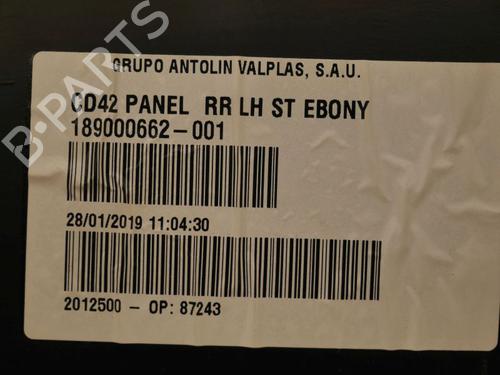 GRUPO ANTOLIN VALPLAS, S.A.U.
CD42 PANEL RR LH ST EBONY
189000662-001
28/01/2019 11:04:30
2012500 - OP: 87243
B-PARTS